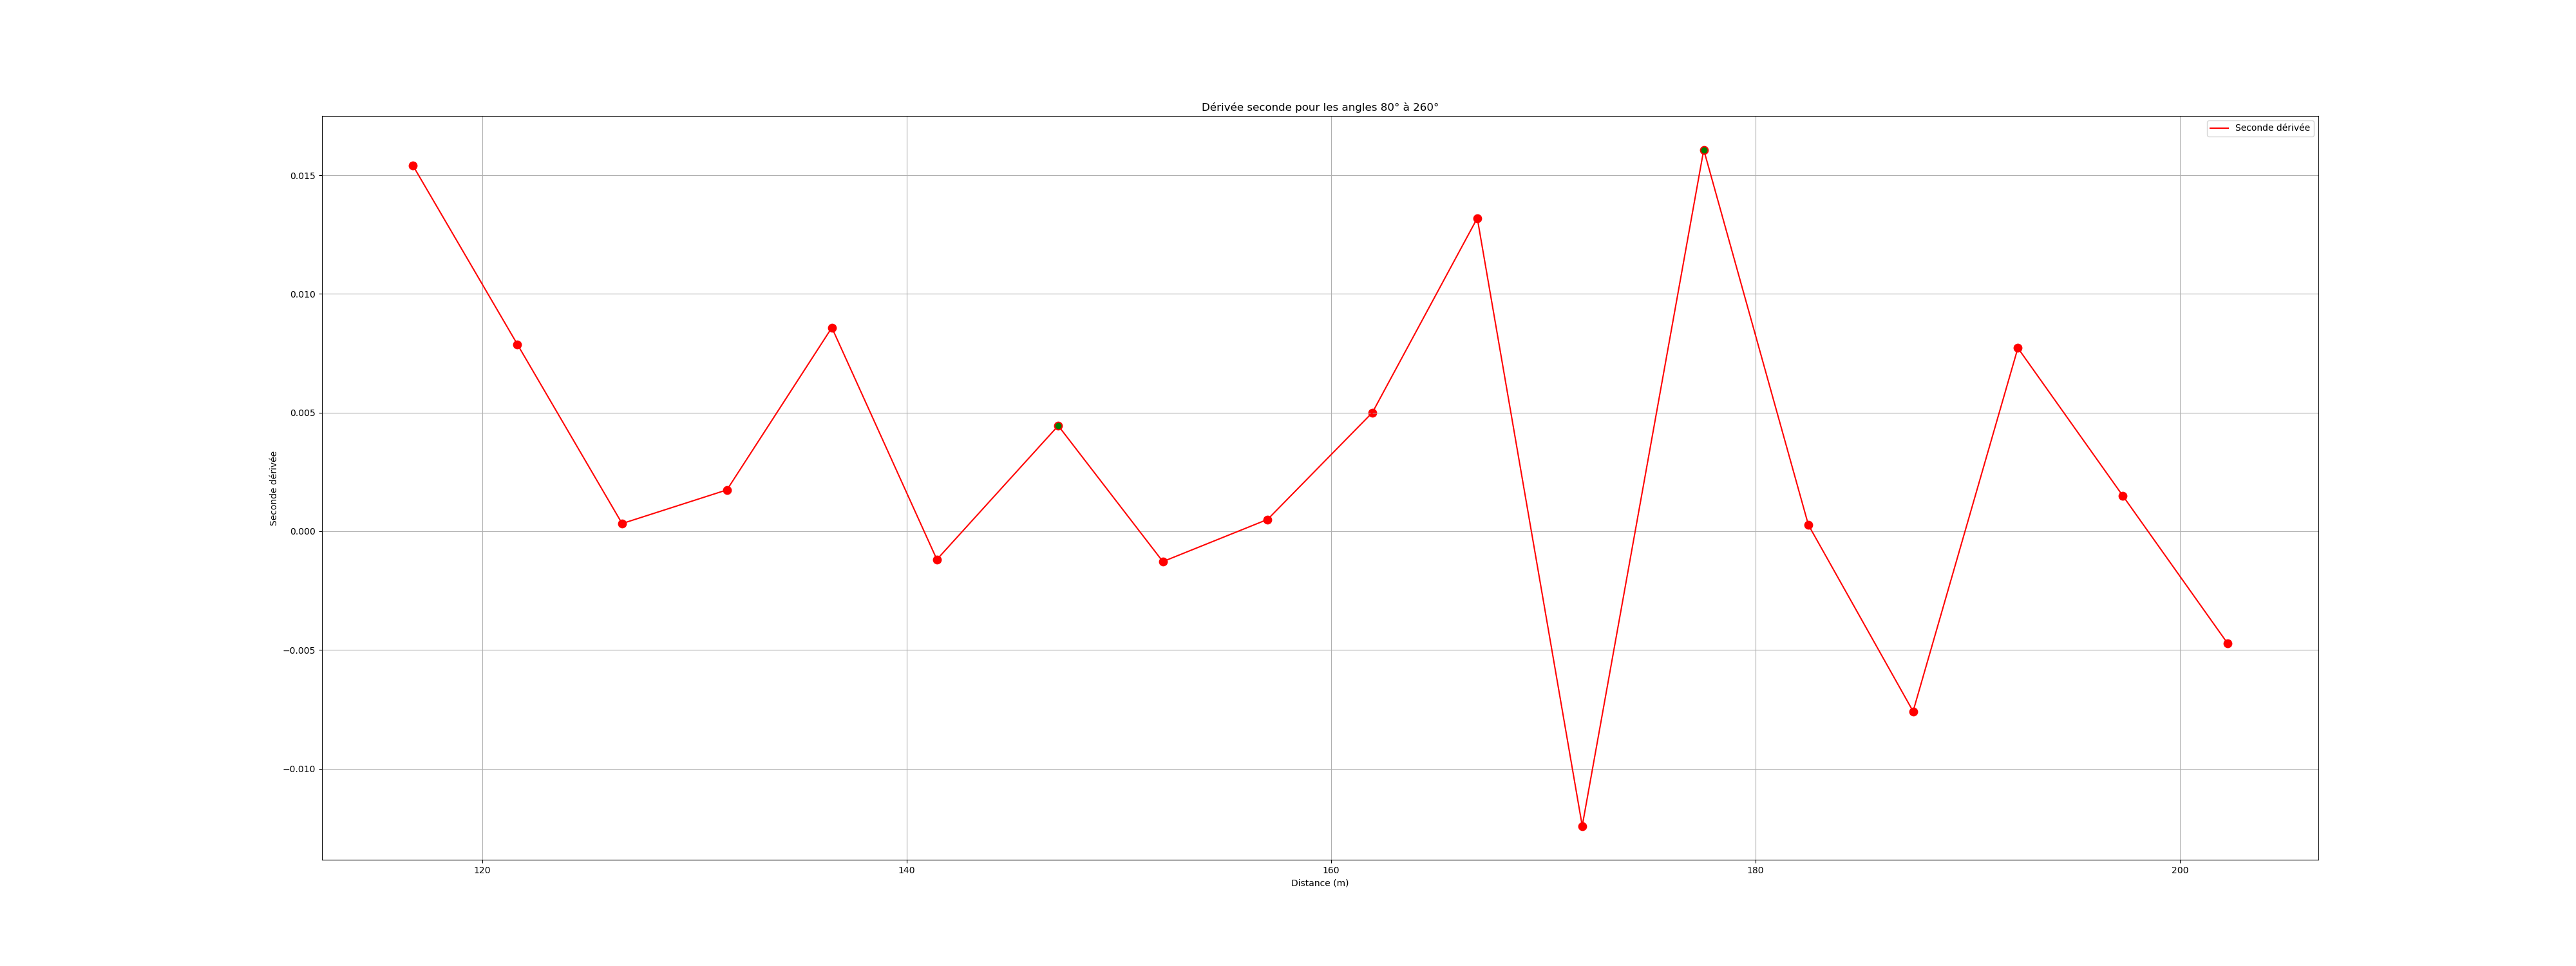 Dérivée seconde pour les angles 80° à 260°
Seconde dérivée
0.015
0.010
0.005
0.000
−0.005
−0.010
Seconde dérivée
120
140
160
180
200
Distance (m)